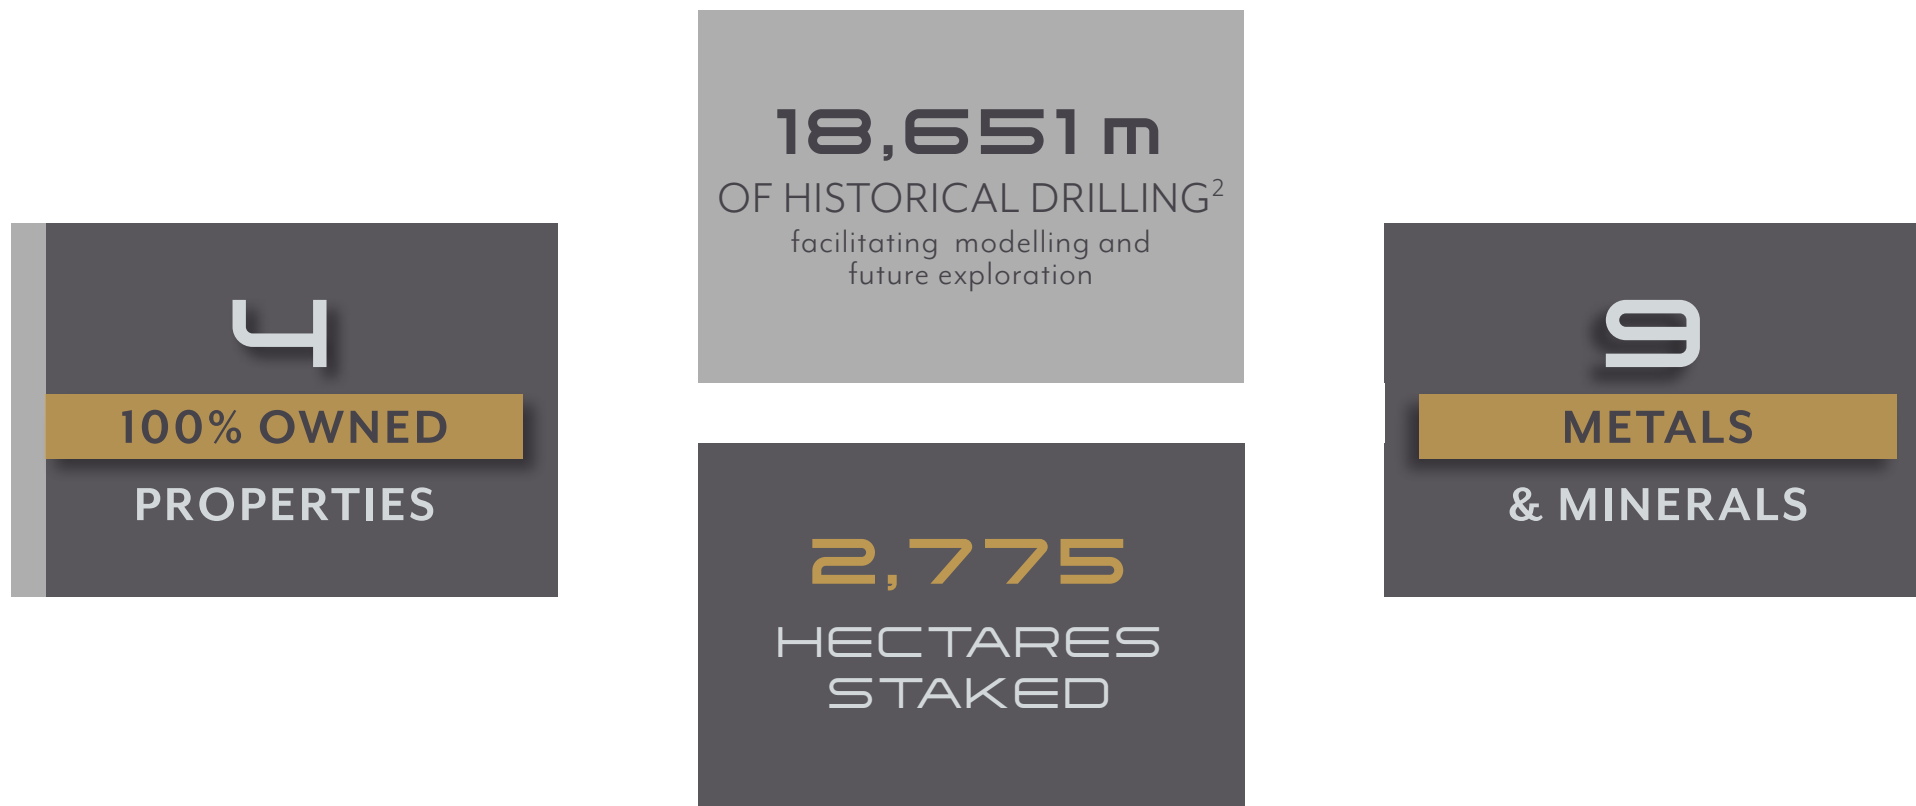 4
100% OWNED
PROPERTIES
18,651 m
OF HISTORICAL DRILLING²
facilitating modelling and
future exploration
2,775
HECTARES
STAKED
9
METALS
& MINERALS